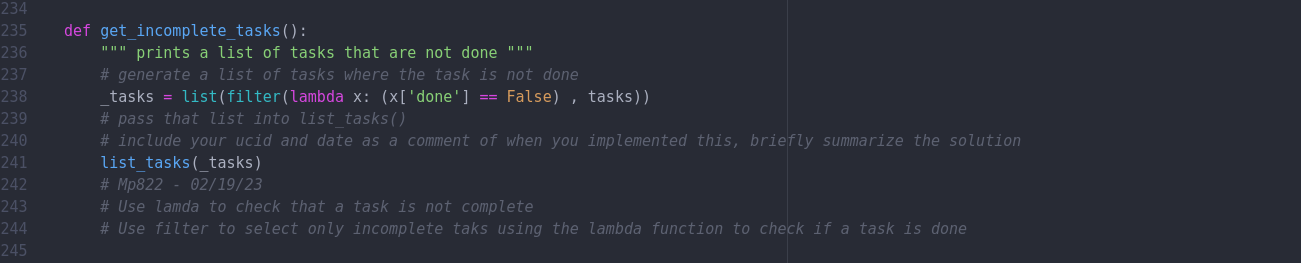 234
235 def get_incomplete_tasks():
236 """ prints a list of tasks that are not done """
237 # generate a list of tasks where the task is not done
238 _tasks = list(filter(lambda x: (x['done'] == False) , tasks))
239 # pass that list into list_tasks()
240 # include your ucid and date as a comment of when you implemented this, briefly summarize the solution
241 list_tasks(_tasks)
242 # Mp822 - 02/19/23
243 # Use lamda to check that a task is not complete
244 # Use filter to select only incomplete taks using the lambda function to check if a task is done
245